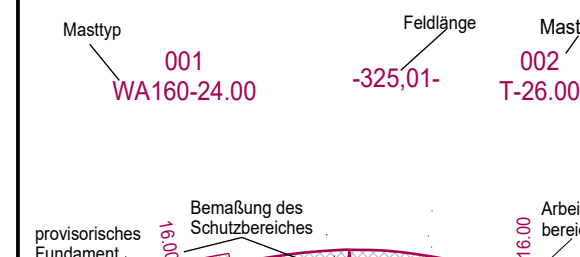 Masttyp
Feldlänge
Mast
001
002
WA160-24.00
-325,01-
T-26.00
Bemaßung des
Schutzbereiches
16.00
16.00
provisorisches
Fundament
Arbei
berei